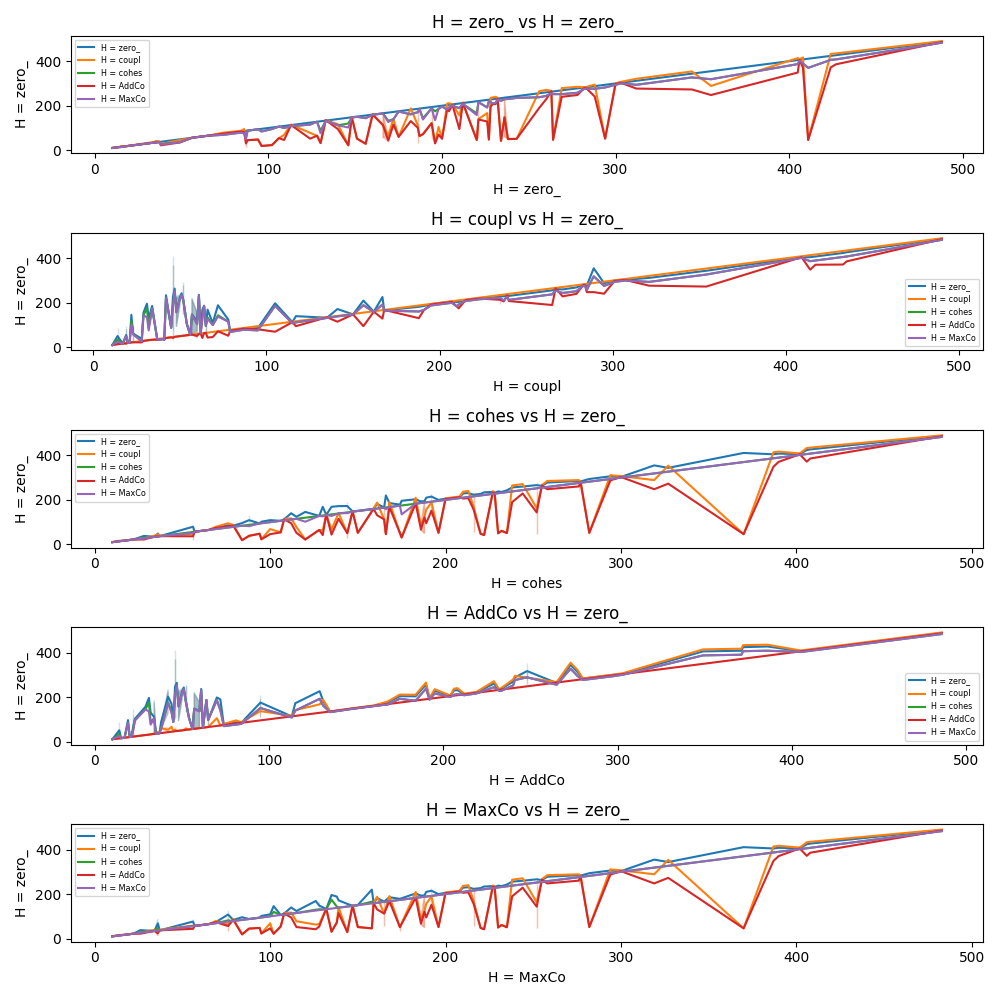 H = zero_ vs H = zero_
H = zero_
400
200
0
H = zero_
H = coupl
H = cohes
H = AddCo
H = MaxCo
0 100 200 300 400 500
H = zero_
H = coupl vs H = zero_
H = zero_
400
200
0
H = zero_
H = coupl
H = cohes
H = AddCo
H = MaxCo
0 100 200 300 400 500
H = coupl
H = cohes vs H = zero_
H = zero_
400
200
0
H = zero_
H = coupl
H = cohes
H = AddCo
H = MaxCo
0 100 200 300 400 500
H = cohes
H = AddCo vs H = zero_
H = zero_
400
200
0
H = zero_
H = coupl
H = cohes
H = AddCo
H = MaxCo
0 100 200 300 400 500
H = AddCo
H = MaxCo vs H = zero_
H = zero_
400
200
0
H = zero_
H = coupl
H = cohes
H = AddCo
H = MaxCo
0 100 200 300 400 500
H = MaxCo